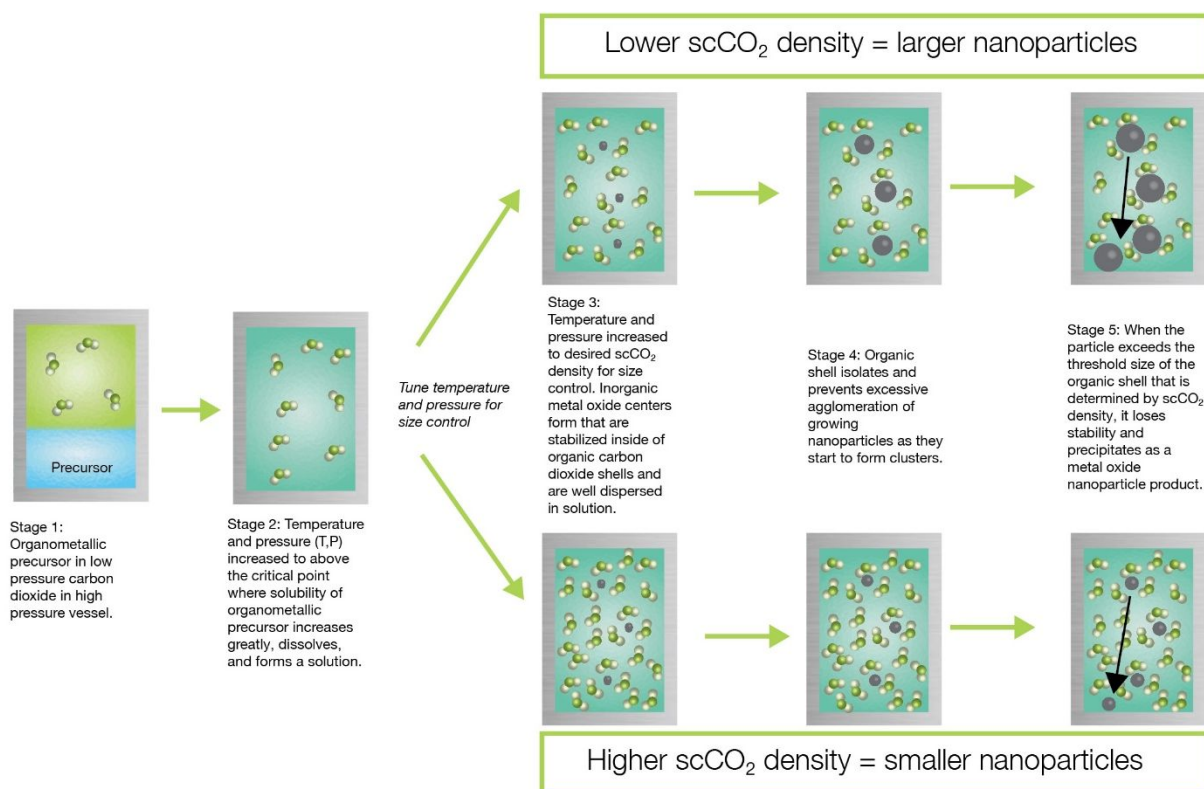 Lower scCO₂ density = larger nanoparticles
Precursor
Stage 1:
Organometallic
precursor in low
pressure carbon
dioxide in high
pressure vessel.
Stage 2: Temperature
and pressure (T,P)
increased to above
the critical point
where solubility of
organometallic
precursor increases
greatly, dissolves,
and forms a solution.
Tune temperature
and pressure for
size control
Stage 3:
Temperature and
pressure increased
to desired scCO₂
density for size
control. Inorganic
metal oxide centers
form that are
stabilized inside of
organic carbon
dioxide shells and
are well dispersed
in solution.
Stage 4: Organic
shell isolates and
prevents excessive
agglomeration of
growing
nanoparticles as they
start to form clusters.
Stage 5: When the
particle exceeds the
threshold size of the
organic shell that is
determined by scCO₂
density, it loses
stability and
precipitates as a
metal oxide
nanoparticle product.
Higher scCO₂ density = smaller nanoparticles